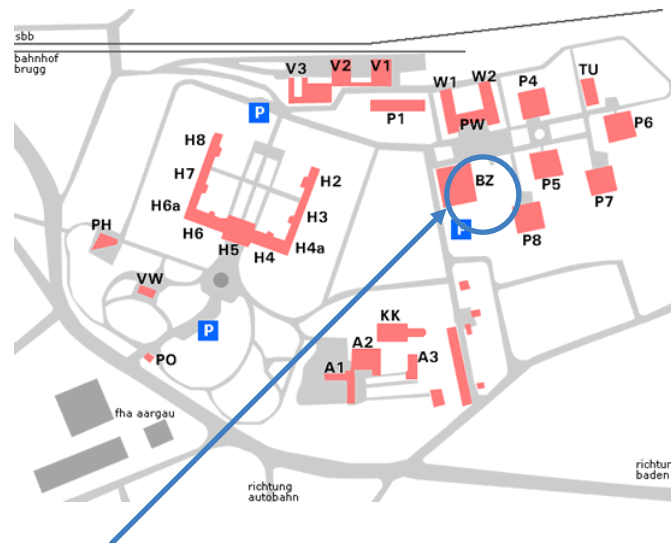 sbb
bahnhof
brugg
V3
V2
V1
P
P1
W1
W2
P4
TU
PW
P6
H8
H7
H6a
H6
H5
H4
H4a
H3
H2
BZ
P5
P7
P8
P
PH
VW
P
PO
KK
A2
A1
A3
fha aargau
richtung
autobahn
richtu
baden